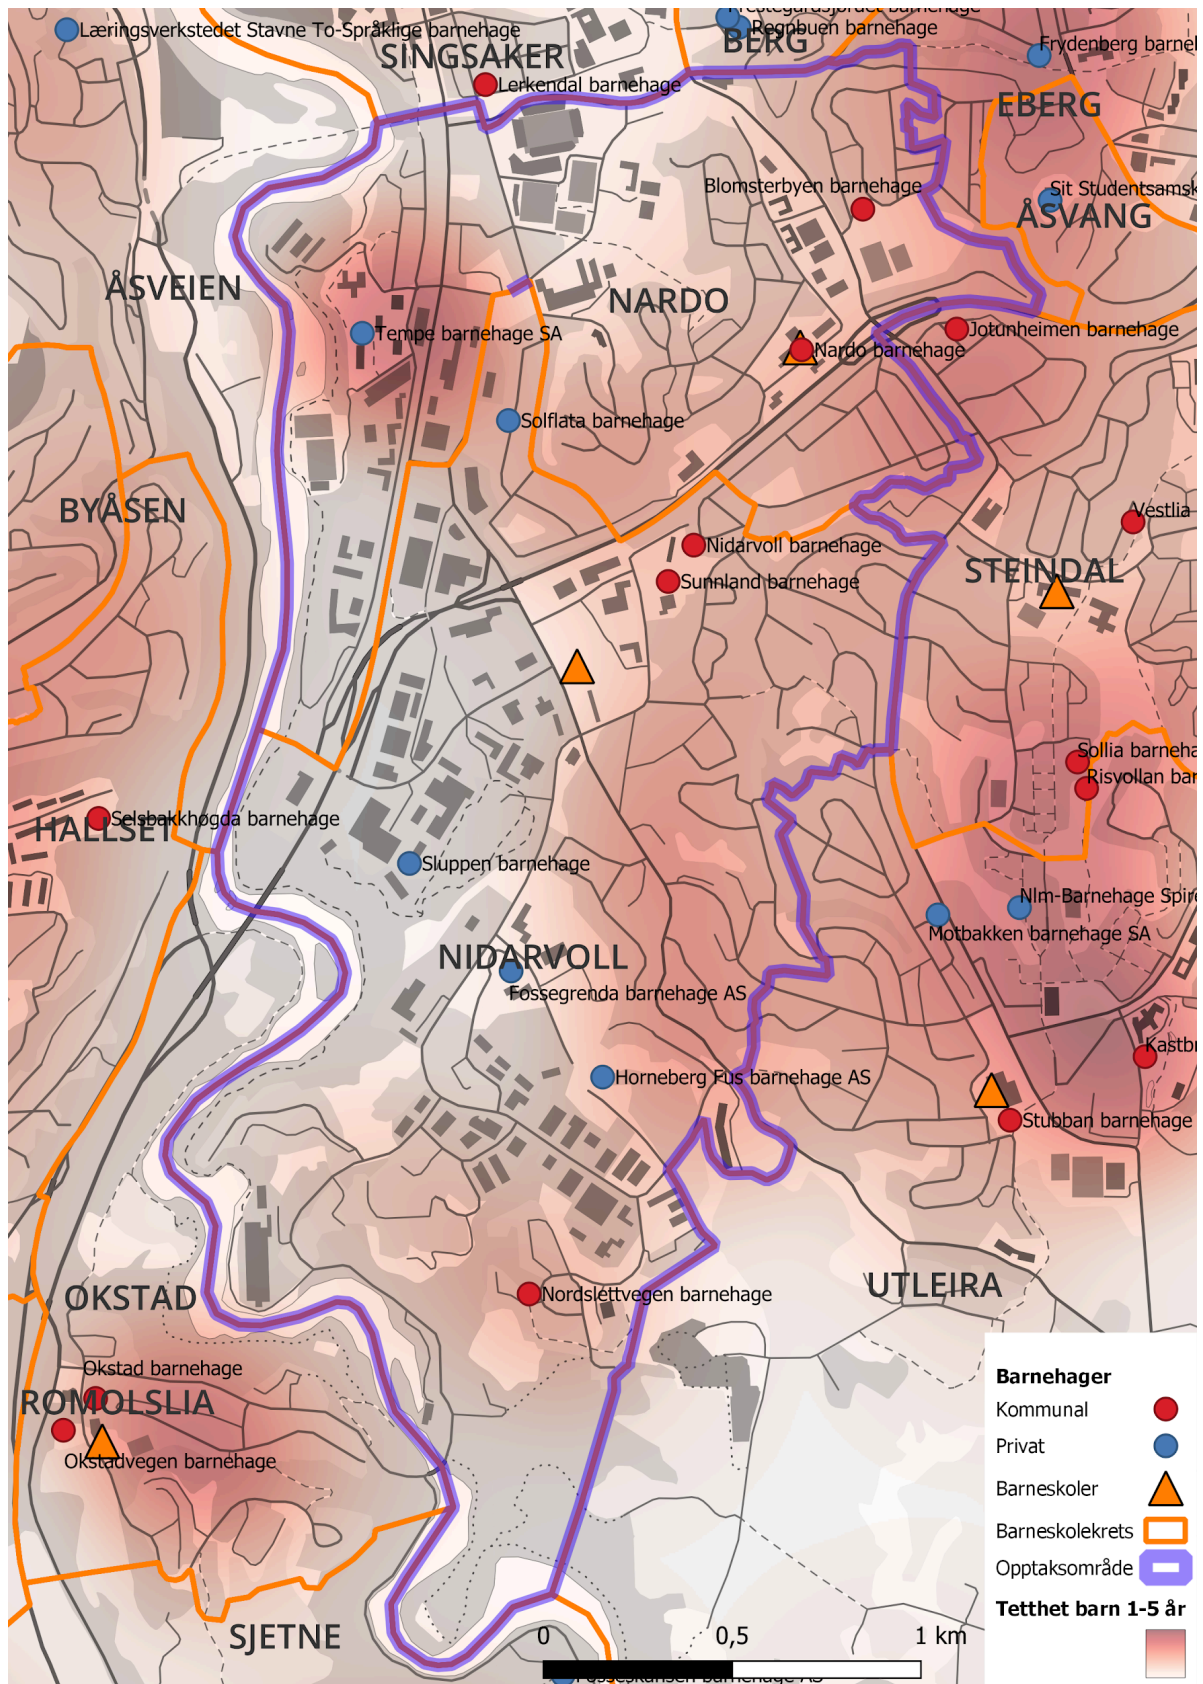 Prestegårdsjordet barnehage
Læringsverkstedet Stavne To-Språklige barnehage
Regnbuen barnehage
BERG
Frydenberg barneh
SINGSAKER
Lerkendal barnehage
EBERG
Blomsterbyen barnehage
Sit Studentsamsk
ÅSVANG
ÅSVEIEN
NARDO
Tempe barnehage SA
Jotunheimen barnehage
Nardo barnehage
Solflata barnehage
BYÅSEN
Vestlia
Nidarvoll barnehage
STEINDAL
Sunnland barnehage
Sollia barneha
Risvollan bar
Selsbakkhøgda barnehage
HALLSET
Sluppen barnehage
Nlm-Barnehage Spire
Motbakken barnehage SA
NIDARVOLL
Fossegrenda barnehage AS
Kastbr
Horneberg Fus barnehage AS
Stubban barnehage
UTLEIRA
OKSTAD
Nordslettvegen barnehage
Okstad barnehage
ROMOLSLIA
Okstadvegen barnehage
SJETNE
Barnehager
Kommunal
Privat
Barneskoler
Barneskolekrets
Opptaksområde
Tetthet barn 1-5 år
0 0,5 1 km